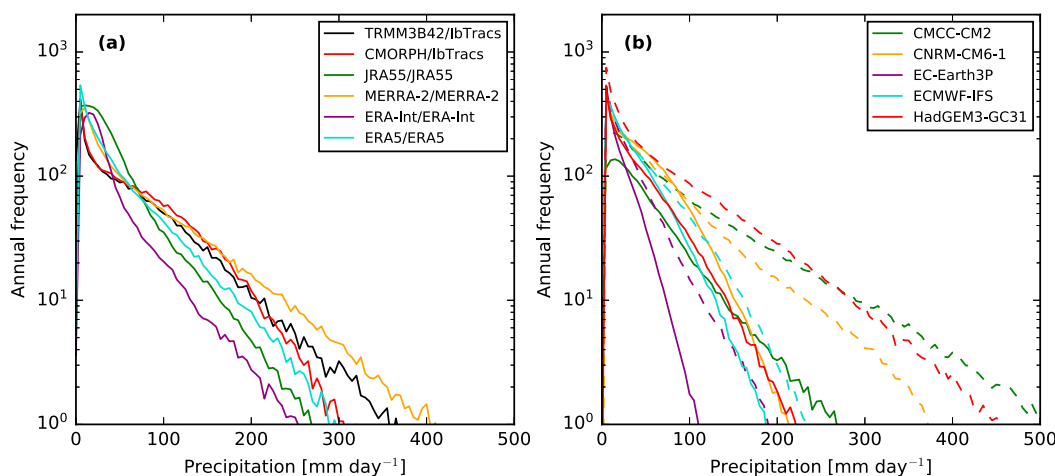 (a)
TRMM3B42/IbTracs
CMORPH/IbTracs
JRA55/JRA55
MERRA-2/MERRA-2
ERA-Int/ERA-Int
ERA5/ERA5
Annual frequency
10³
10²
10¹
10⁰
0 100 200 300 400 500
Precipitation [mm day⁻¹]
(b)
CMCC-CM2
CNRM-CM6-1
EC-Earth3P
ECMWF-IFS
HadGEM3-GC31
Annual frequency
10³
10²
10¹
10⁰
0 100 200 300 400 500
Precipitation [mm day⁻¹]